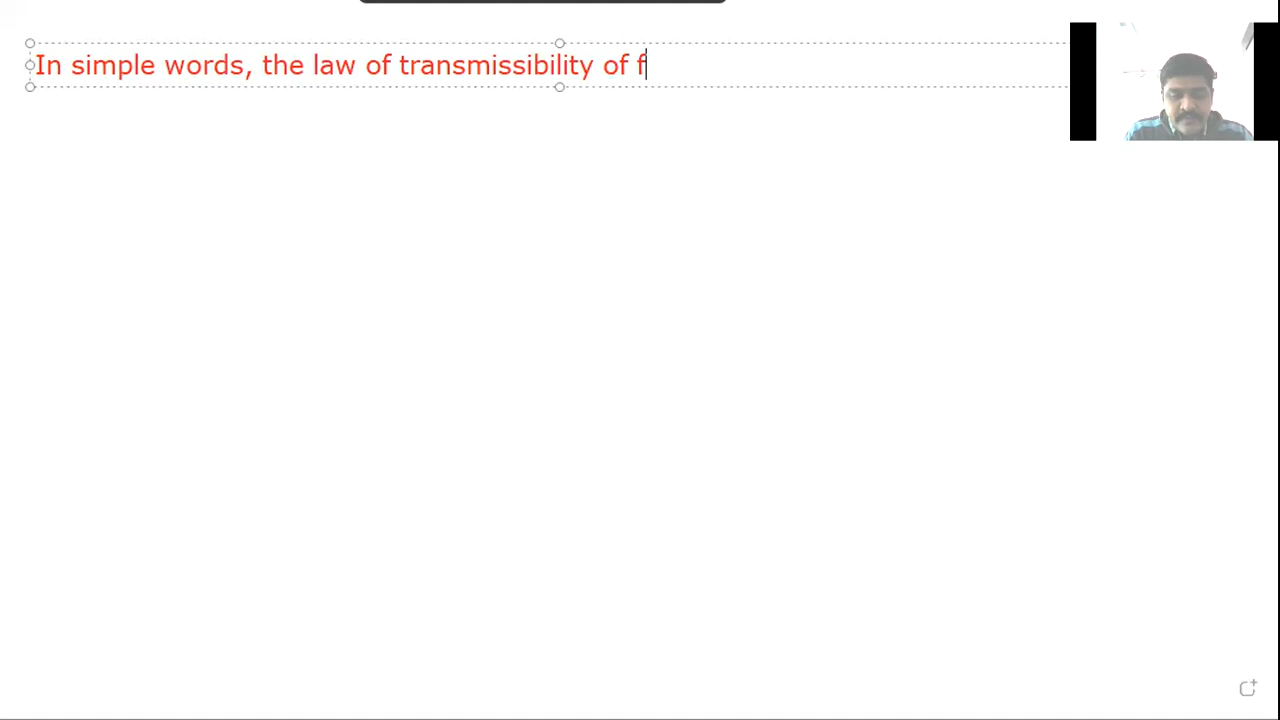 In simple words, the law of transmissibility of f